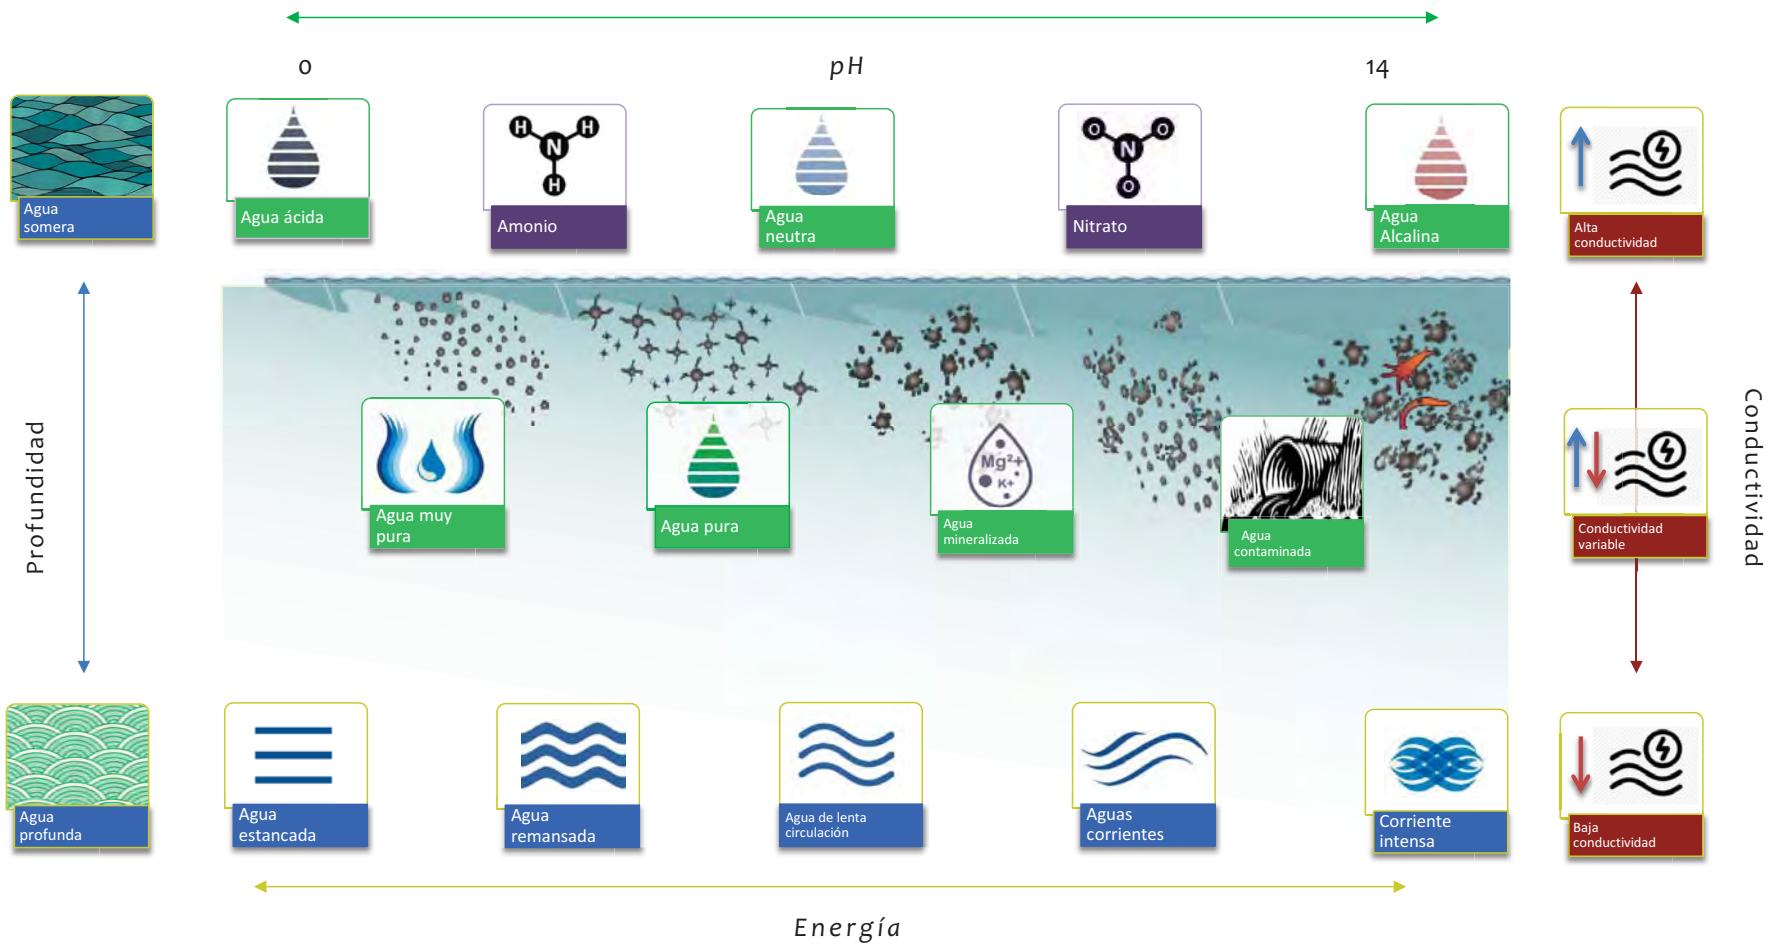 0
pH
14
H
H
N
H
O
O
N
O
Agua
somera
Agua ácida
Amonio
Agua
neutra
Nitrato
Agua
Alcalina
Alta
conductividad
Profundidad
Mg²+
K+
Agua muy
pura
Agua pura
Agua
mineralizada
Agua
contaminada
Conductividad
variable
Conductividad
Agua
profunda
Agua
estancada
Agua
remansada
Agua de lenta
circulación
Aguas
corrientes
Corriente
intensa
Baja
conductividad
Energía